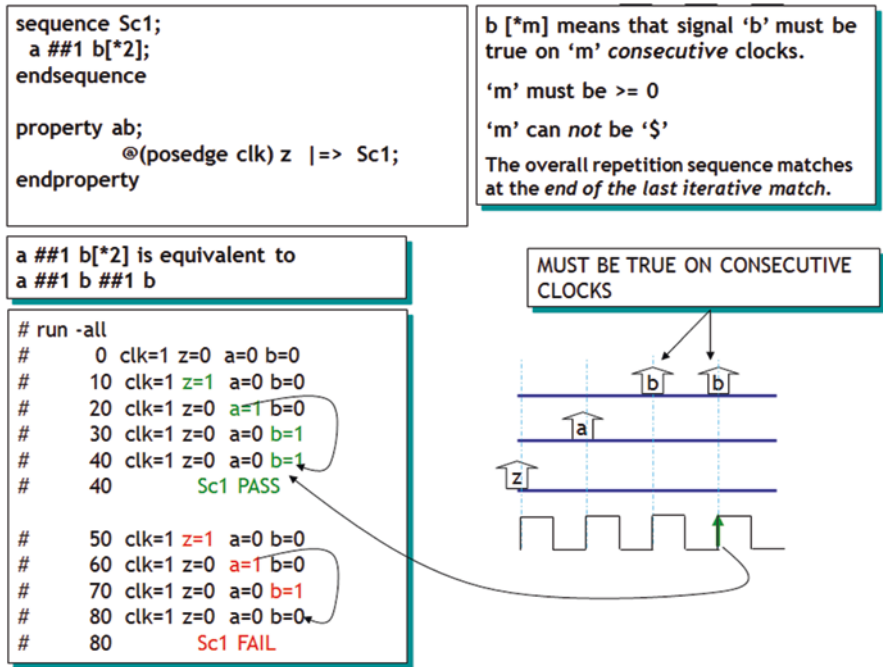 sequence Sc1;
a ##1 b[*2];
endsequence
property ab;
@(posedge clk) z |=> Sc1;
endproperty
b [*m] means that signal ‘b’ must be
true on ‘m’ consecutive clocks.
‘m’ must be >= 0
‘m’ can not be ‘$’
The overall repetition sequence matches
at the end of the last iterative match.
a ##1 b[*2] is equivalent to
a ##1 b ##1 b
MUST BE TRUE ON CONSECUTIVE
CLOCKS
# run -all
# 0 clk=1 z=0 a=0 b=0
# 10 clk=1 z=1 a=0 b=0
# 20 clk=1 z=0 a=1 b=0
# 30 clk=1 z=0 a=0 b=1
# 40 clk=1 z=0 a=0 b=1
# 40 Sc1 PASS
# 50 clk=1 z=1 a=0 b=0
# 60 clk=1 z=0 a=1 b=0
# 70 clk=1 z=0 a=0 b=1
# 80 clk=1 z=0 a=0 b=0
# 80 Sc1 FAIL
b b
a
z